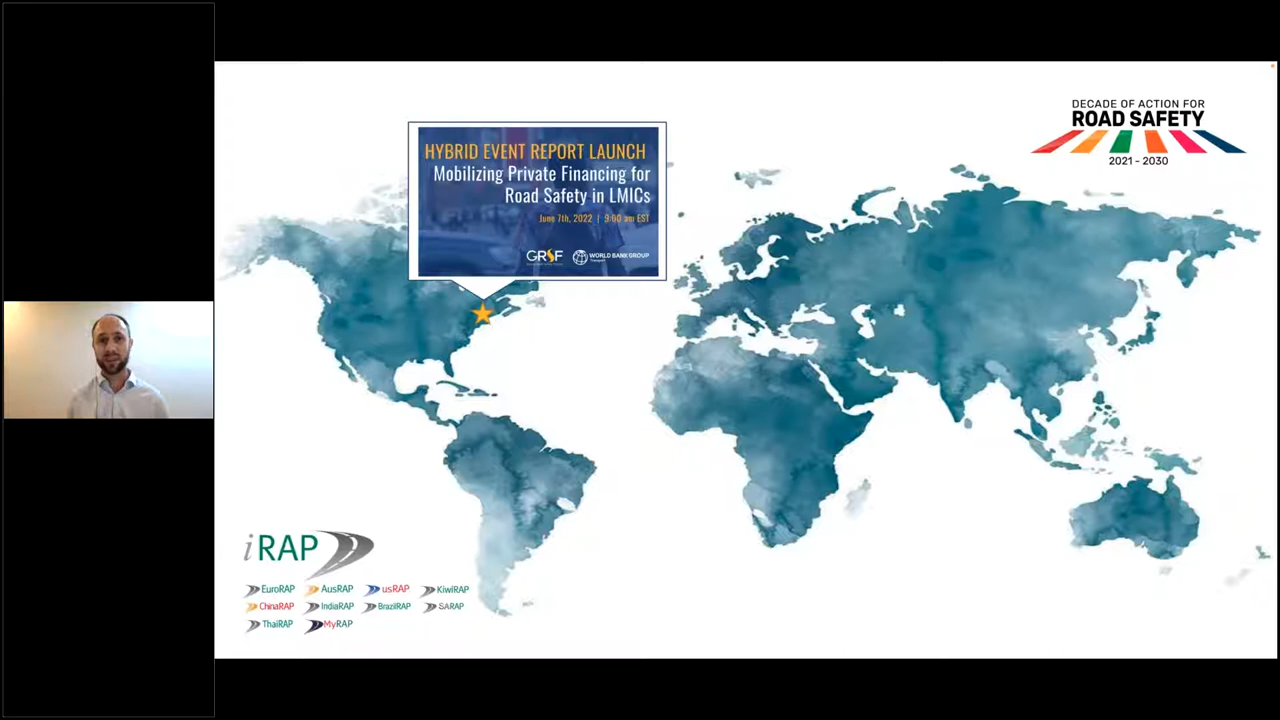 DECADE OF ACTION FOR
ROAD SAFETY
2021 - 2030
HYBRID EVENT REPORT LAUNCH
Mobilizing Private Financing for
Road Safety in LMICs
June 7th, 2022 | 9:00 am EST
GRSF
WORLD BANK GROUP
Transport
iRAP
EuroRAP AusRAP usRAP KiwiRAP
ChinaRAP IndiaRAP BrazilRAP SARAP
ThaiRAP MyRAP